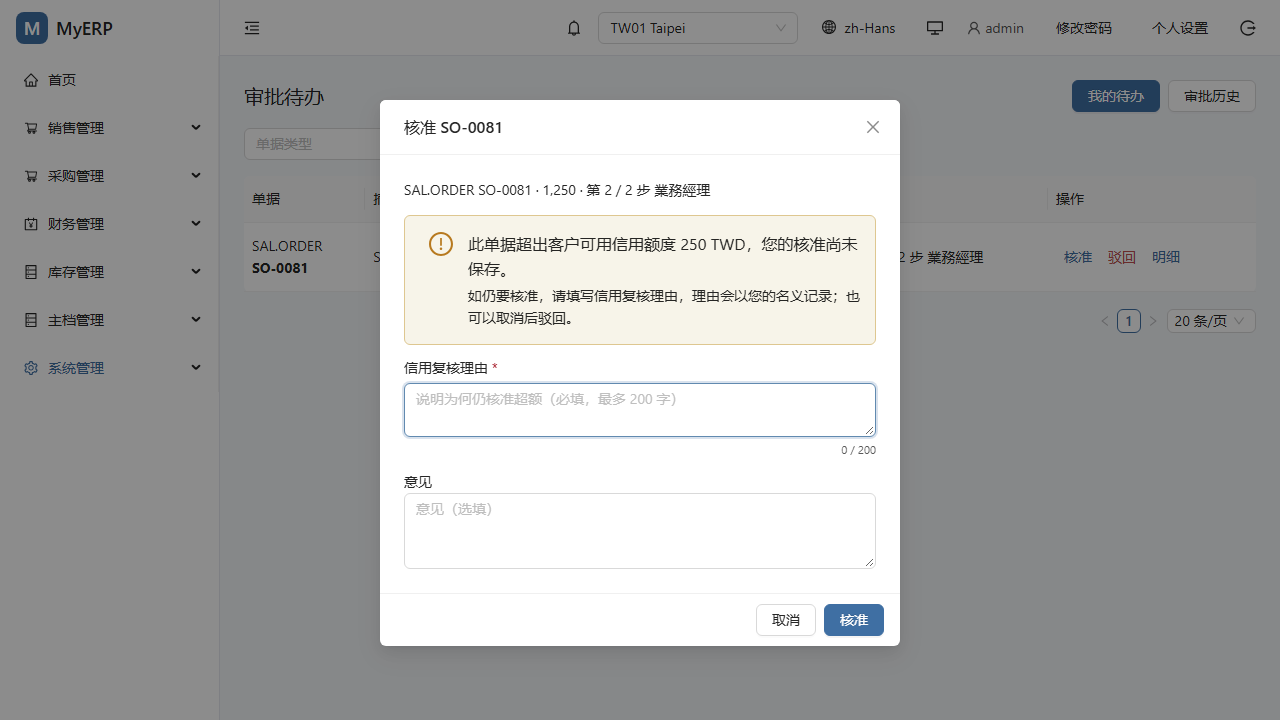 M MyERP
TW01 Taipei
zh-Hans
admin
修改密码
个人设置
首页
销售管理
采购管理
财务管理
库存管理
主档管理
系统管理
审批待办
我的待办
审批历史
单据类型
单据
操作
SAL.ORDER
SO-0081
S
2 步 業務經理
核准
驳回
明细
1
20 条/页
核准 SO-0081
SAL.ORDER SO-0081 · 1,250 · 第 2 / 2 步 業務經理
此单据超出客户可用信用额度 250 TWD，您的核准尚未
保存。
如仍要核准，请填写信用复核理由，理由会以您的名义记录；也
可以取消后驳回。
信用复核理由 *
说明为何仍核准超额（必填，最多 200 字）
0 / 200
意见
意见（选填）
取消
核准